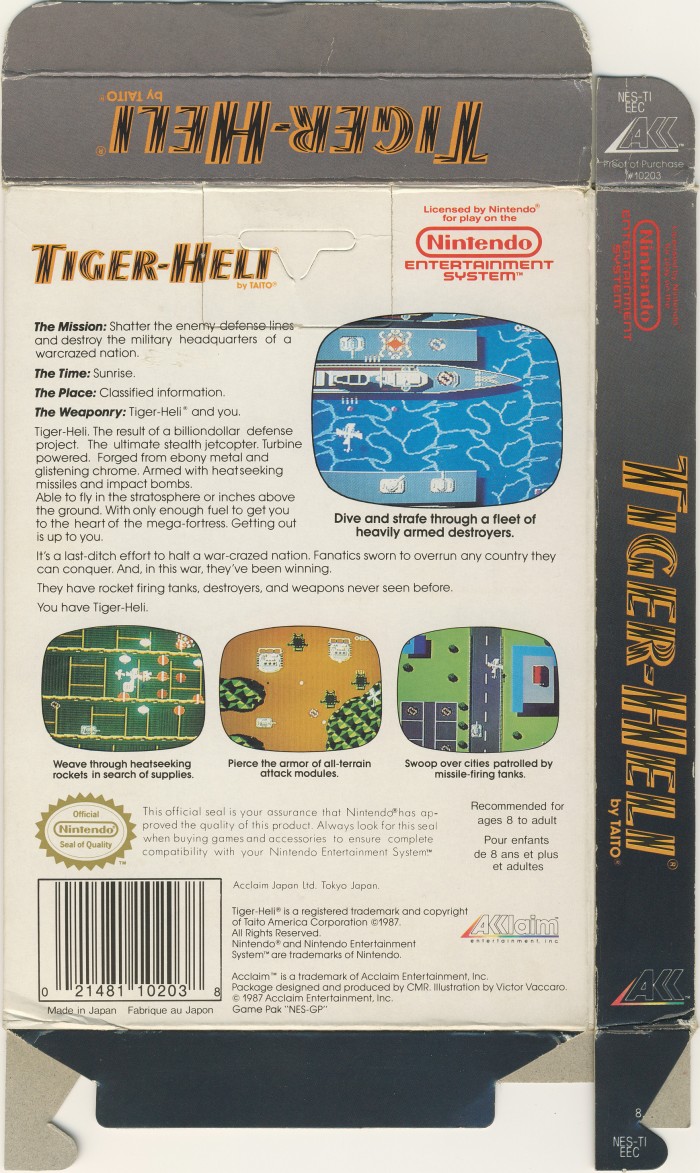 TIGER-HELI®
by TAITO®
NES-TI
EEC
AKK™
Proof of Purchase
#10203
TIGER-HELI®
by TAITO®
Licensed by Nintendo®
for play on the
Nintendo
ENTERTAINMENT
SYSTEM™
The Mission: Shatter the enemy defense lines
and destroy the military headquarters of a
warcrazed nation.
The Time: Sunrise.
The Place: Classified information.
The Weaponry: Tiger-Heli® and you.
Tiger-Heli. The result of a billiondollar defense
project. The ultimate stealth jetcopter. Turbine
powered. Forged from ebony metal and
glistening chrome. Armed with heatseeking
missiles and impact bombs.
Able to fly in the stratosphere or inches above
the ground. With only enough fuel to get you
to the heart of the mega-fortress. Getting out
is up to you.
Dive and strafe through a fleet of
heavily armed destroyers.
It's a last-ditch effort to halt a war-crazed nation. Fanatics sworn to overrun any country they
can conquer. And, in this war, they've been winning.
They have rocket firing tanks, destroyers, and weapons never seen before.
You have Tiger-Heli.
Weave through heatseeking
rockets in search of supplies.
Pierce the armor of all-terrain
attack modules.
Swoop over cities patrolled by
missile-firing tanks.
Official
Nintendo
Seal of Quality
™
This official seal is your assurance that Nintendo® has ap-
proved the quality of this product. Always look for this seal
when buying games and accessories to ensure complete
compatibility with your Nintendo Entertainment System™
Recommended for
ages 8 to adult
Pour enfants
de 8 ans et plus
et adultes
0 21481 10203 8
Made in Japan Fabrique au Japon
Acclaim Japan Ltd. Tokyo Japan.
Tiger-Heli® is a registered trademark and copyright
of Taito America Corporation ©1987.
All Rights Reserved.
Nintendo® and Nintendo Entertainment
System™ are trademarks of Nintendo.
AKKlaim™
entertainment, inc
Acclaim™ is a trademark of Acclaim Entertainment, Inc.
Package designed and produced by CMR. Illustration by Victor Vaccaro.
© 1987 Acclaim Entertainment, Inc.
Game Pak "NES-GP"
Licensed by Nintendo
for play on the
Nintendo
ENTERTAINMENT
SYSTEM™
TIGER-HELI®
by TAITO®
AKK
8
NES-TI
EEC